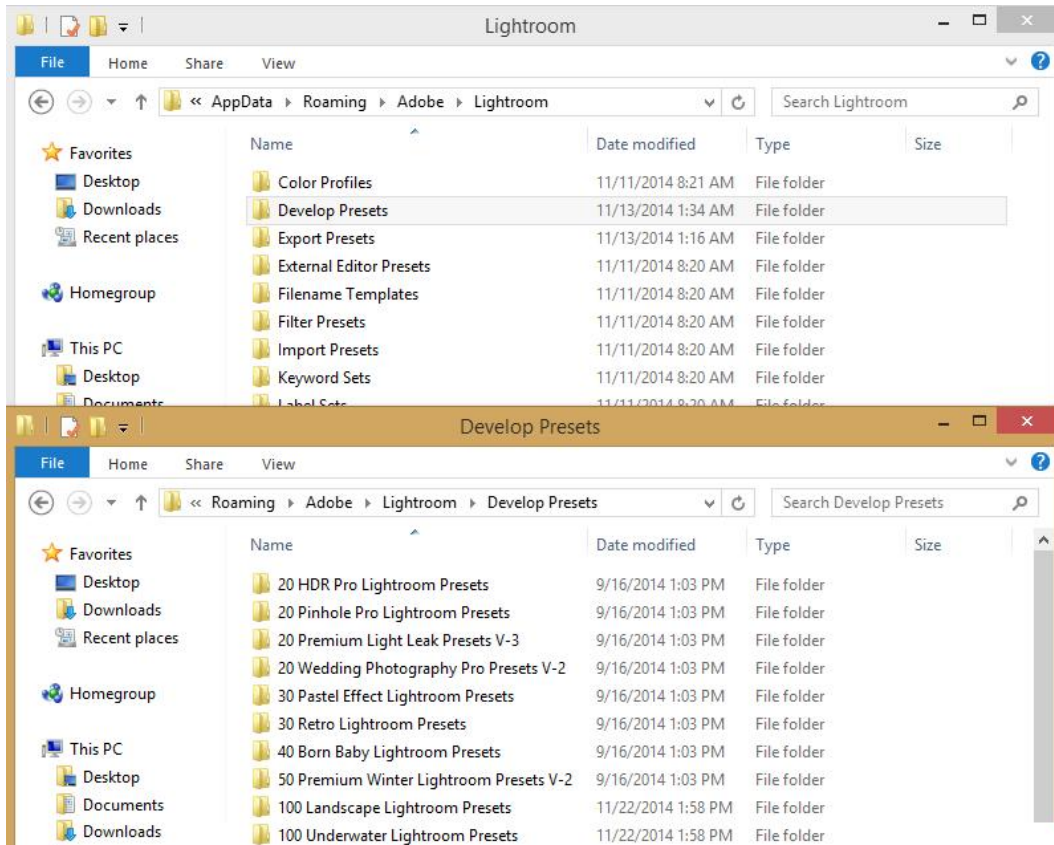 Lightroom
File Home Share View
« AppData Roaming Adobe Lightroom Search Lightroom
Name Date modified Type Size
Favorites
Desktop
Downloads
Recent places
Homegroup
This PC
Desktop
Documents
Color Profiles 11/11/2014 8:21 AM File folder
Develop Presets 11/13/2014 1:34 AM File folder
Export Presets 11/13/2014 1:16 AM File folder
External Editor Presets 11/11/2014 8:20 AM File folder
Filename Templates 11/11/2014 8:20 AM File folder
Filter Presets 11/11/2014 8:20 AM File folder
Import Presets 11/11/2014 8:20 AM File folder
Keyword Sets 11/11/2014 8:20 AM File folder
Label Sets 11/11/2014 8:20 AM File folder
Develop Presets
File Home Share View
« Roaming Adobe Lightroom Develop Presets Search Develop Presets
Name Date modified Type Size
Favorites
Desktop
Downloads
Recent places
Homegroup
This PC
Desktop
Documents
Downloads
20 HDR Pro Lightroom Presets 9/16/2014 1:03 PM File folder
20 Pinhole Pro Lightroom Presets 9/16/2014 1:03 PM File folder
20 Premium Light Leak Presets V-3 9/16/2014 1:03 PM File folder
20 Wedding Photography Pro Presets V-2 9/16/2014 1:03 PM File folder
30 Pastel Effect Lightroom Presets 9/16/2014 1:03 PM File folder
30 Retro Lightroom Presets 9/16/2014 1:03 PM File folder
40 Born Baby Lightroom Presets 9/16/2014 1:03 PM File folder
50 Premium Winter Lightroom Presets V-2 9/16/2014 1:03 PM File folder
100 Landscape Lightroom Presets 11/22/2014 1:58 PM File folder
100 Underwater Lightroom Presets 11/22/2014 1:58 PM File folder